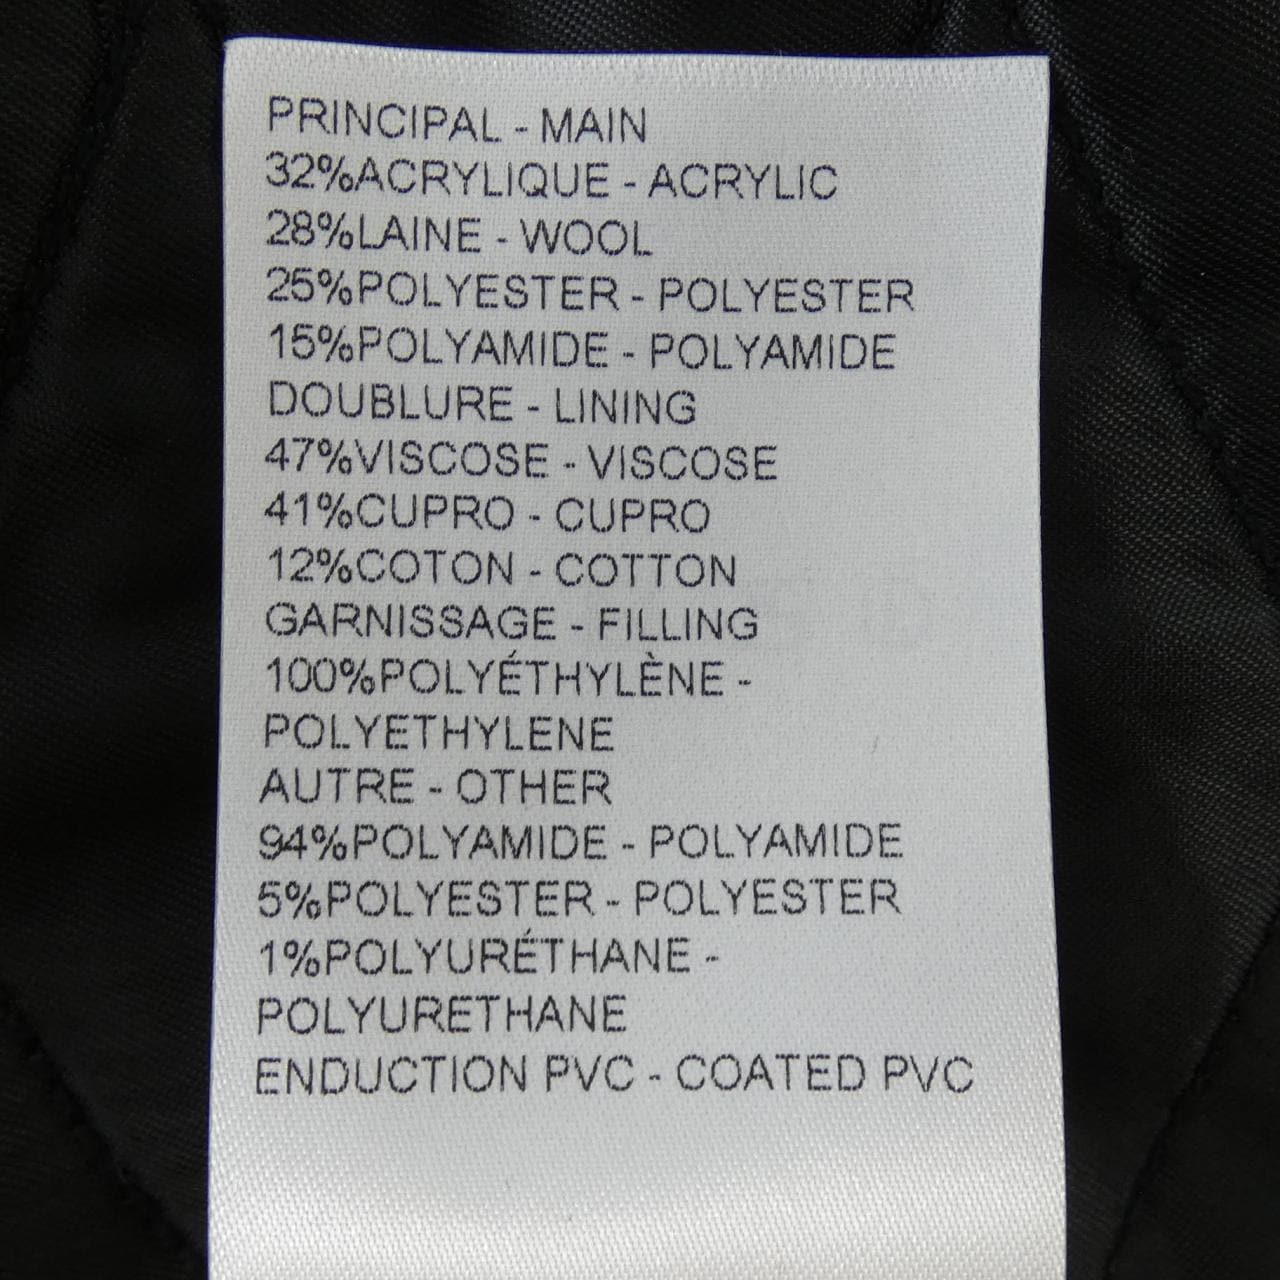 PRINCIPAL - MAIN
32%ACRYLIQUE - ACRYLIC
28%LAINE - WOOL
25%POLYESTER - POLYESTER
15%POLYAMIDE - POLYAMIDE
DOUBLURE - LINING
47%VISCOSE - VISCOSE
41%CUPRO - CUPRO
12%COTON - COTTON
GARNISSAGE - FILLING
100%POLYÉTHYLÈNE -
POLYETHYLENE
AUTRE - OTHER
94%POLYAMIDE - POLYAMIDE
5%POLYESTER - POLYESTER
1%POLYURÉTHANE -
POLYURETHANE
ENDUCTION PVC - COATED PVC